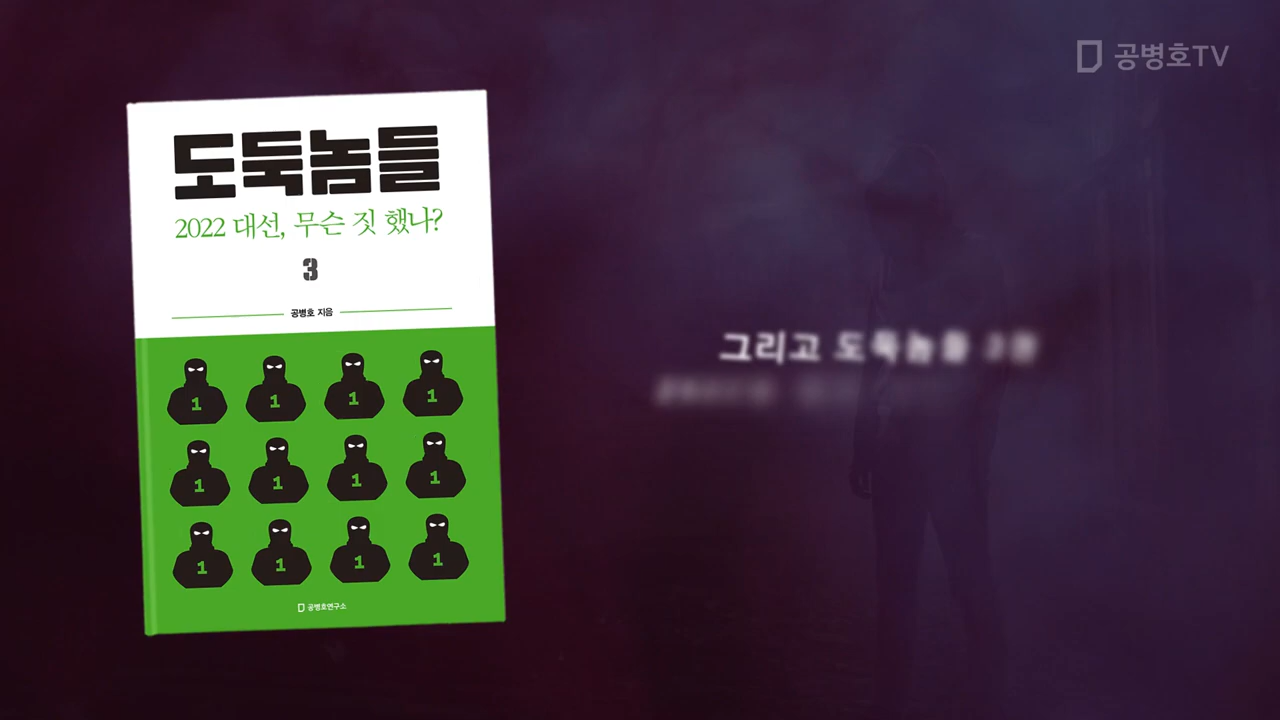 공병호TV
도둑놈들
2022 대선, 무슨 짓 했나?
3
공병호 지음
1 1 1 1
1 1 1 1
1 1 1 1
공병호연구소
그리고 도둑놈들 3권